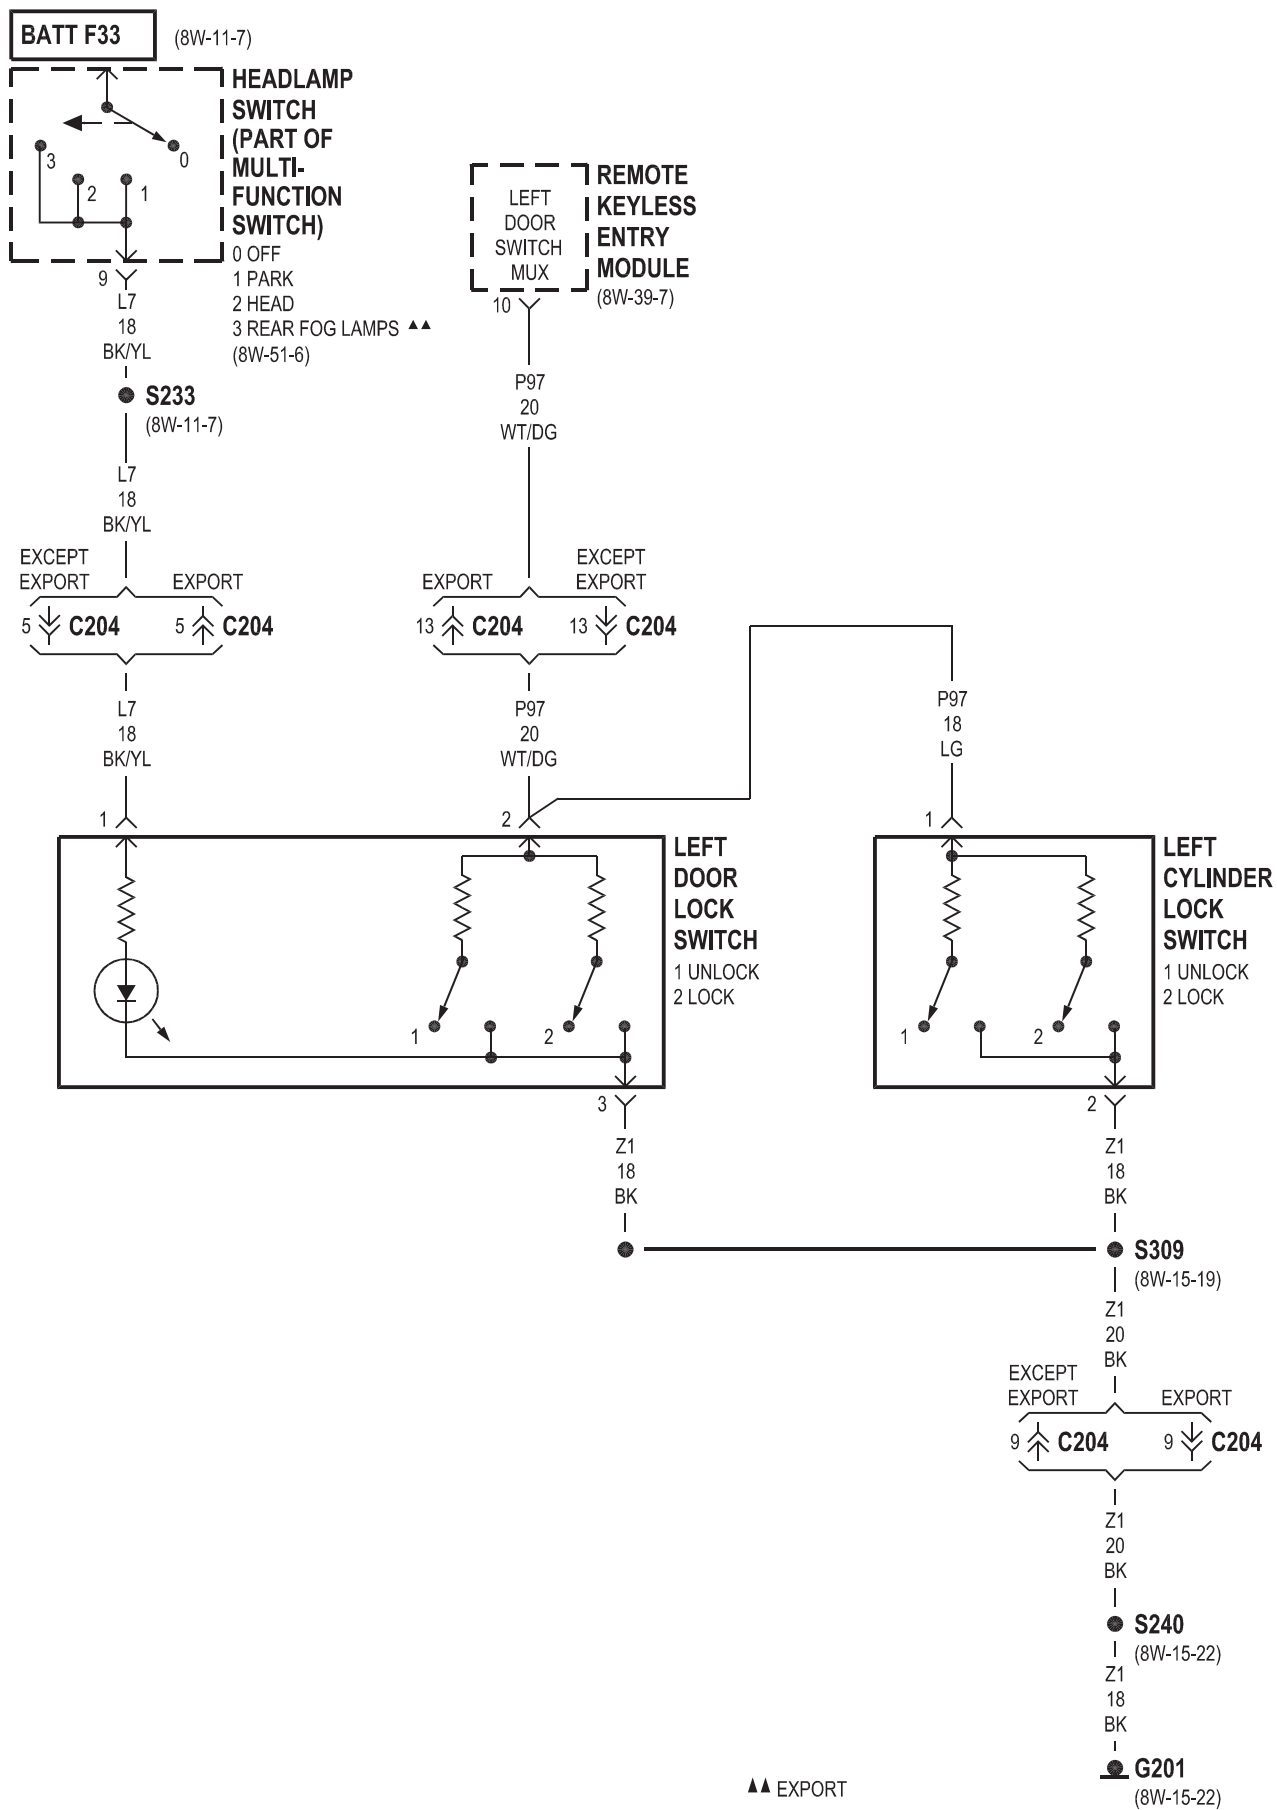 BATT F33
(8W-11-7)
HEADLAMP
SWITCH
(PART OF
MULTI-
FUNCTION
SWITCH)
0 OFF
1 PARK
2 HEAD
3 REAR FOG LAMPS ▲▲
(8W-51-6)
3
2
1
0
9
L7
18
BK/YL
S233
(8W-11-7)
L7
18
BK/YL
EXCEPT
EXPORT
EXPORT
5
C204
5
C204
L7
18
BK/YL
1
LEFT
DOOR
SWITCH
MUX
REMOTE
KEYLESS
ENTRY
MODULE
(8W-39-7)
10
P97
20
WT/DG
EXPORT
EXCEPT
EXPORT
13
C204
13
C204
P97
20
WT/DG
2
P97
18
LG
1
LEFT
DOOR
LOCK
SWITCH
1 UNLOCK
2 LOCK
1
2
3
LEFT
CYLINDER
LOCK
SWITCH
1 UNLOCK
2 LOCK
1
2
2
Z1
18
BK
Z1
18
BK
S309
(8W-15-19)
Z1
20
BK
EXCEPT
EXPORT
EXPORT
9
C204
9
C204
Z1
20
BK
S240
(8W-15-22)
Z1
18
BK
G201
(8W-15-22)
▲▲ EXPORT